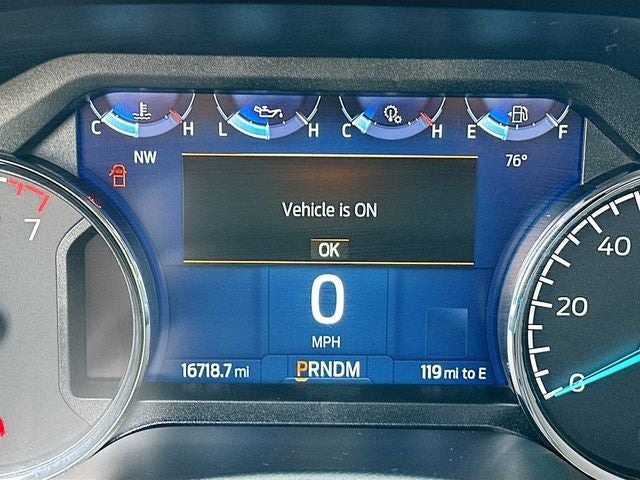 C H L H C H E F
NW 76°
Vehicle is ON
OK
7
40
20
0
0
MPH
16718.7 mi PRNDM 119 mi to E